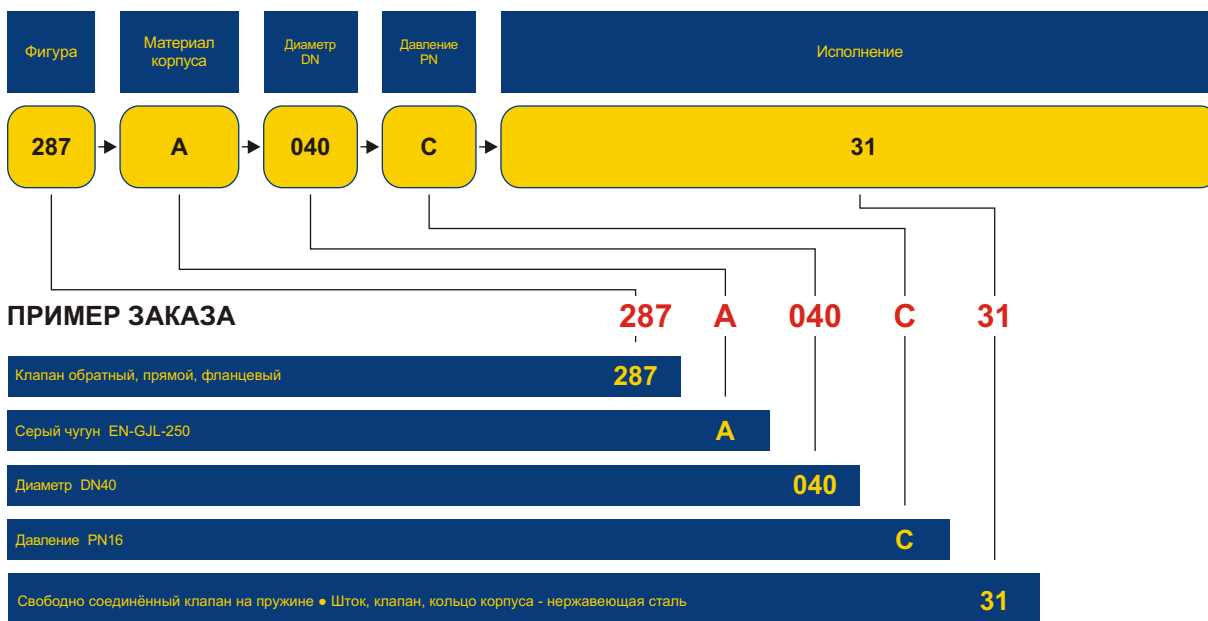 Фигура
Материал
корпуса
Диаметр
DN
Давление
PN
Исполнение
287
A
040
C
31
ПРИМЕР ЗАКАЗА 287 A 040 C 31
Клапан обратный, прямой, фланцевый 287
Серый чугун EN-GJL-250 A
Диаметр DN40 040
Давление PN16 C
Свободно соединённый клапан на пружине ● Шток, клапан, кольцо корпуса - нержавеющая сталь 31